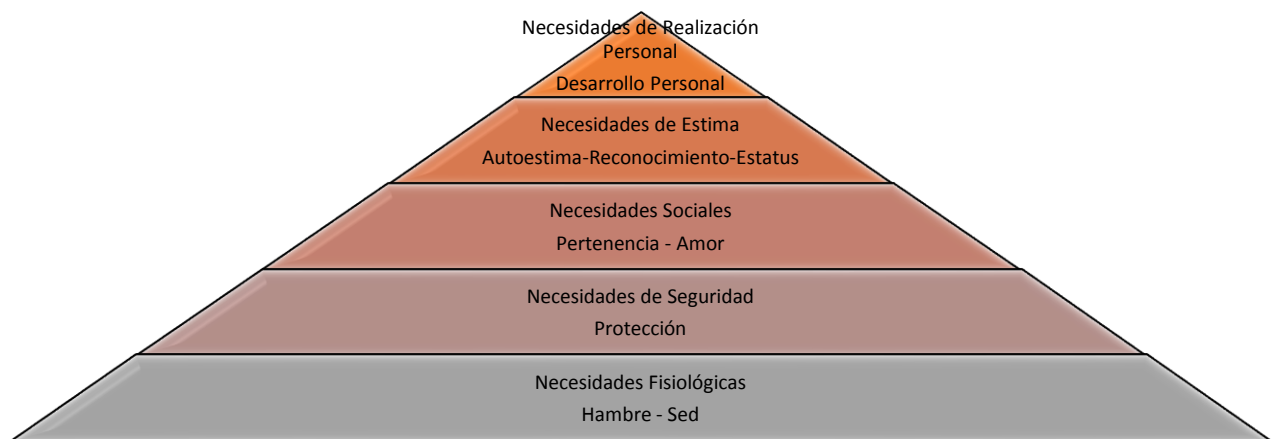 Necesidades de Realización
Personal
Desarrollo Personal
Necesidades de Estima
Autoestima-Reconocimiento-Estatus
Necesidades Sociales
Pertenencia - Amor
Necesidades de Seguridad
Protección
Necesidades Fisiológicas
Hambre - Sed